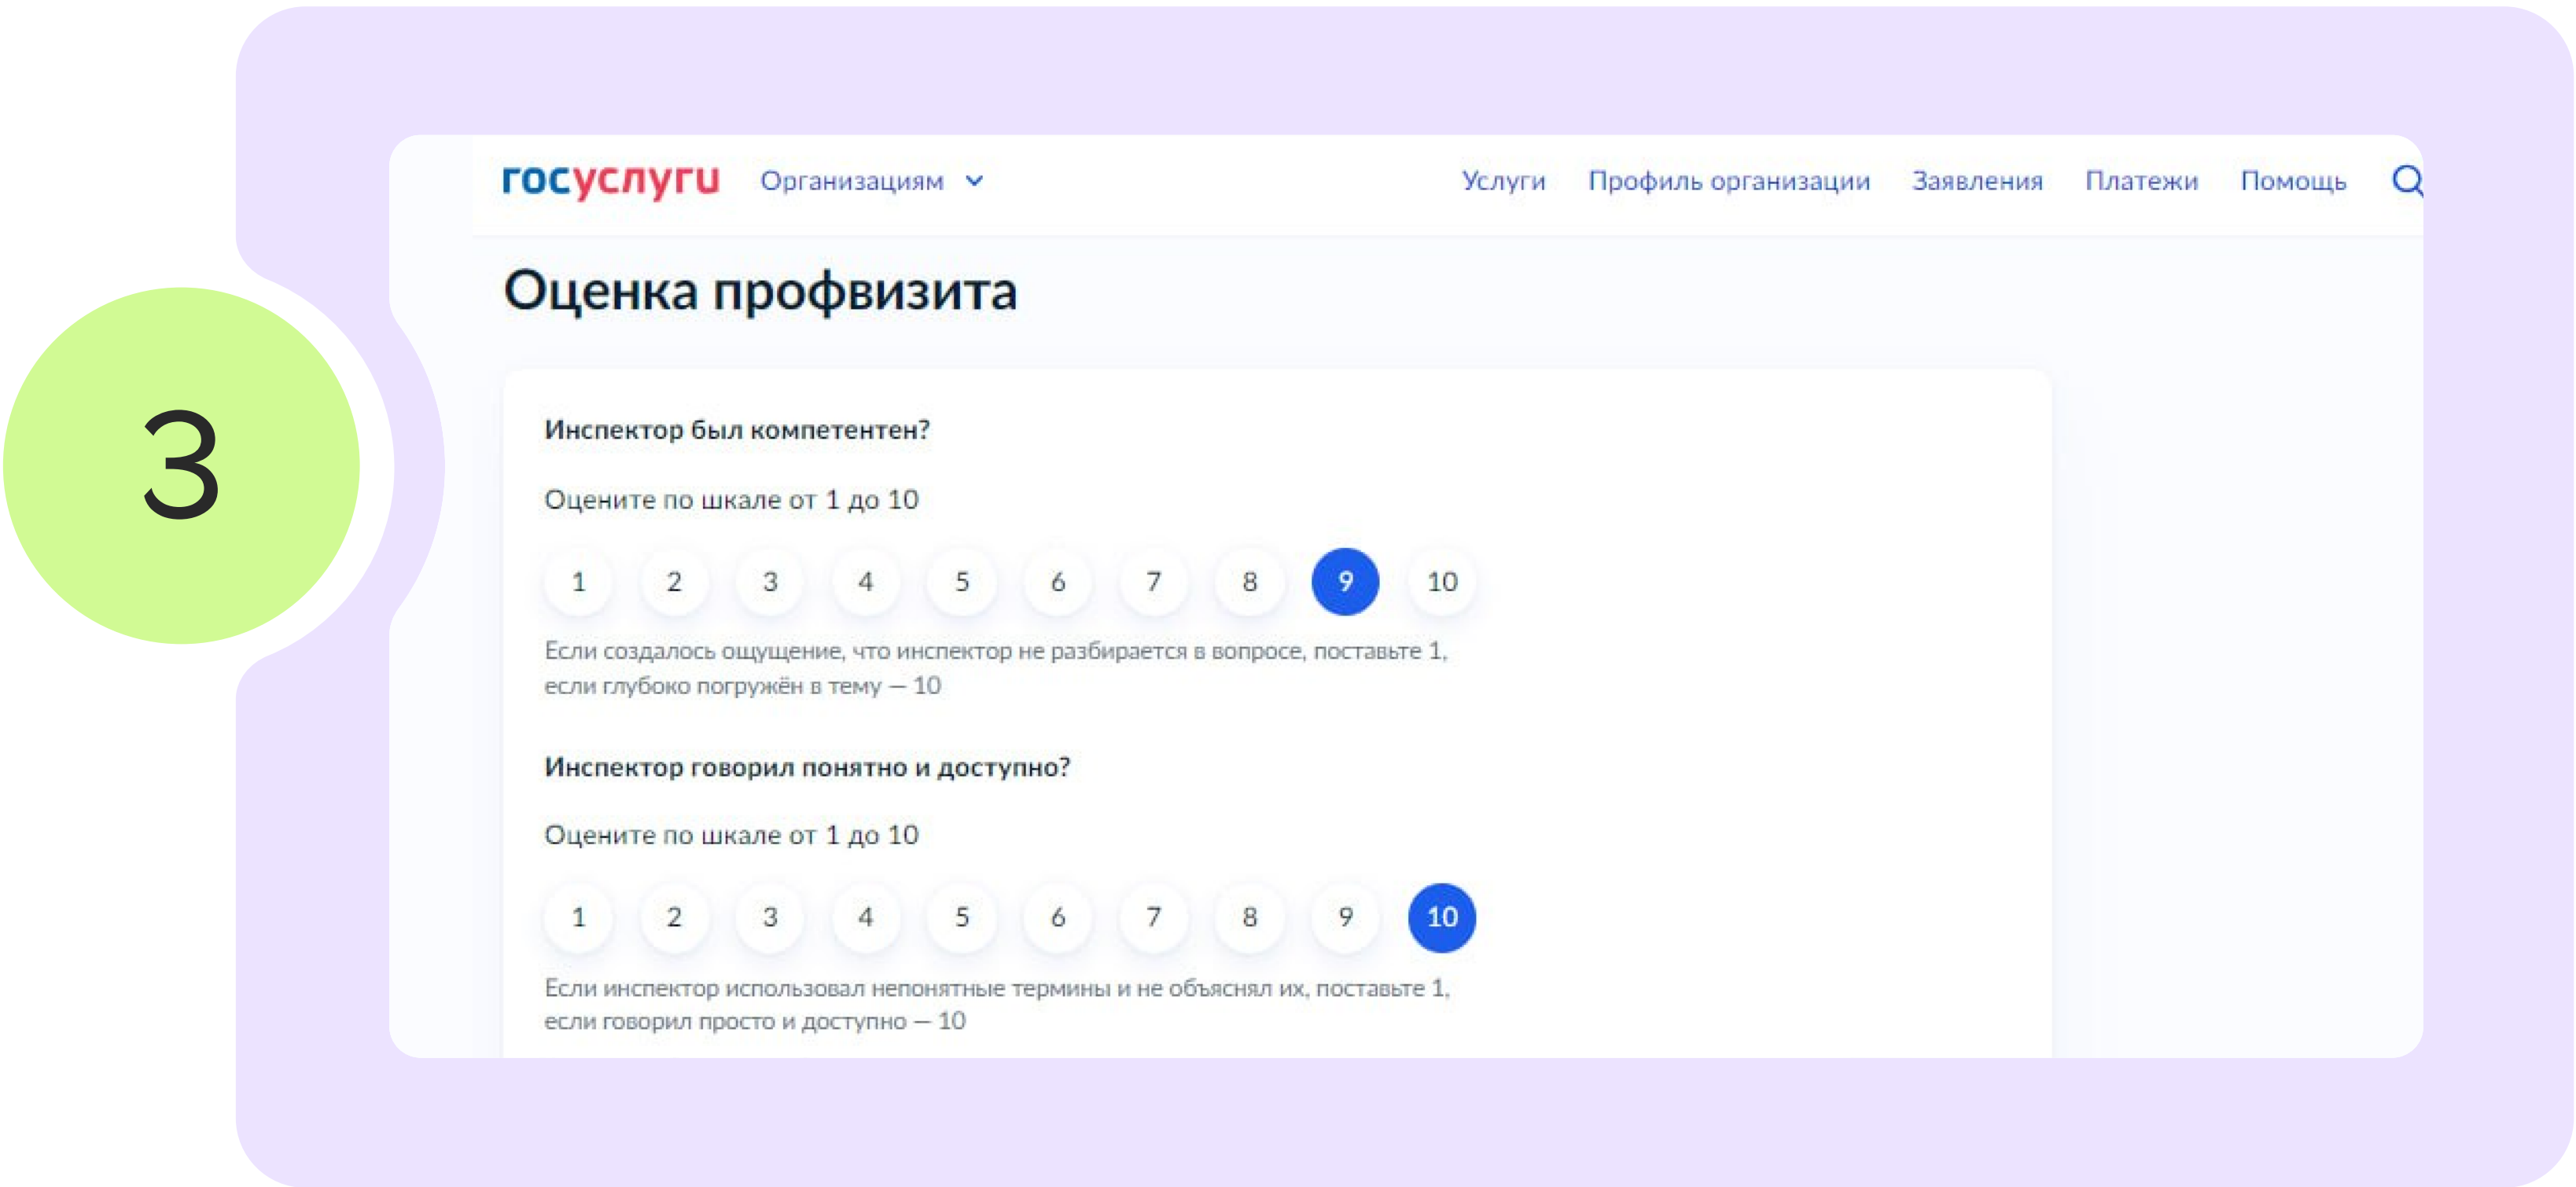 госуслуги Организациям Услуги Профиль организации Заявления Платежи Помощь
Оценка профвизита
3
Инспектор был компетентен?
Оцените по шкале от 1 до 10
1 2 3 4 5 6 7 8 9 10
Если создалось ощущение, что инспектор не разбирается в вопросе, поставьте 1,
если глубоко погружён в тему — 10
Инспектор говорил понятно и доступно?
Оцените по шкале от 1 до 10
1 2 3 4 5 6 7 8 9 10
Если инспектор использовал непонятные термины и не объяснял их, поставьте 1,
если говорил просто и доступно — 10